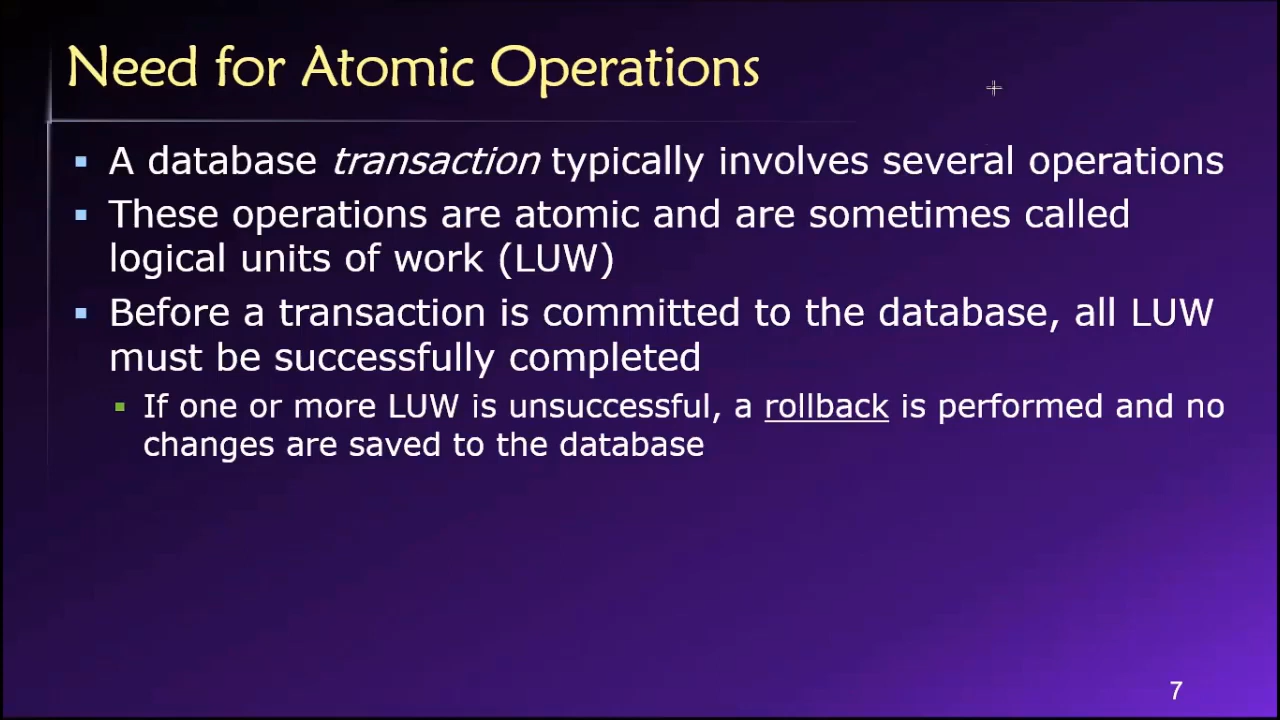 Need for Atomic Operations
A database transaction typically involves several operations
These operations are atomic and are sometimes called
logical units of work (LUW)
Before a transaction is committed to the database, all LUW
must be successfully completed
If one or more LUW is unsuccessful, a rollback is performed and no
changes are saved to the database
7